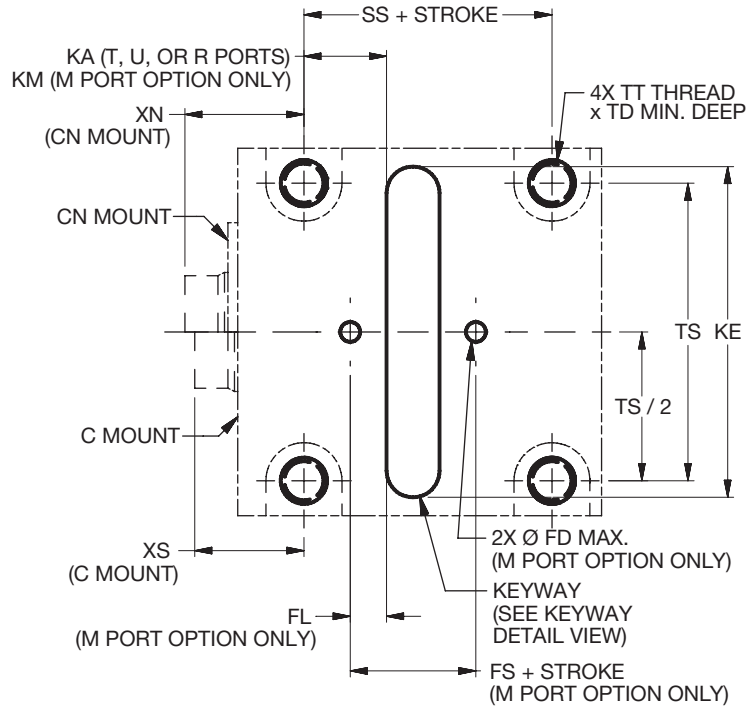 SS + STROKE
KA (T, U, OR R PORTS)
KM (M PORT OPTION ONLY)
XN
(CN MOUNT)
4X TT THREAD
x TD MIN. DEEP
CN MOUNT
TS
KE
TS / 2
C MOUNT
XS
(C MOUNT)
2X Ø FD MAX.
(M PORT OPTION ONLY)
KEYWAY
(SEE KEYWAY
DETAIL VIEW)
FL
(M PORT OPTION ONLY)
FS + STROKE
(M PORT OPTION ONLY)